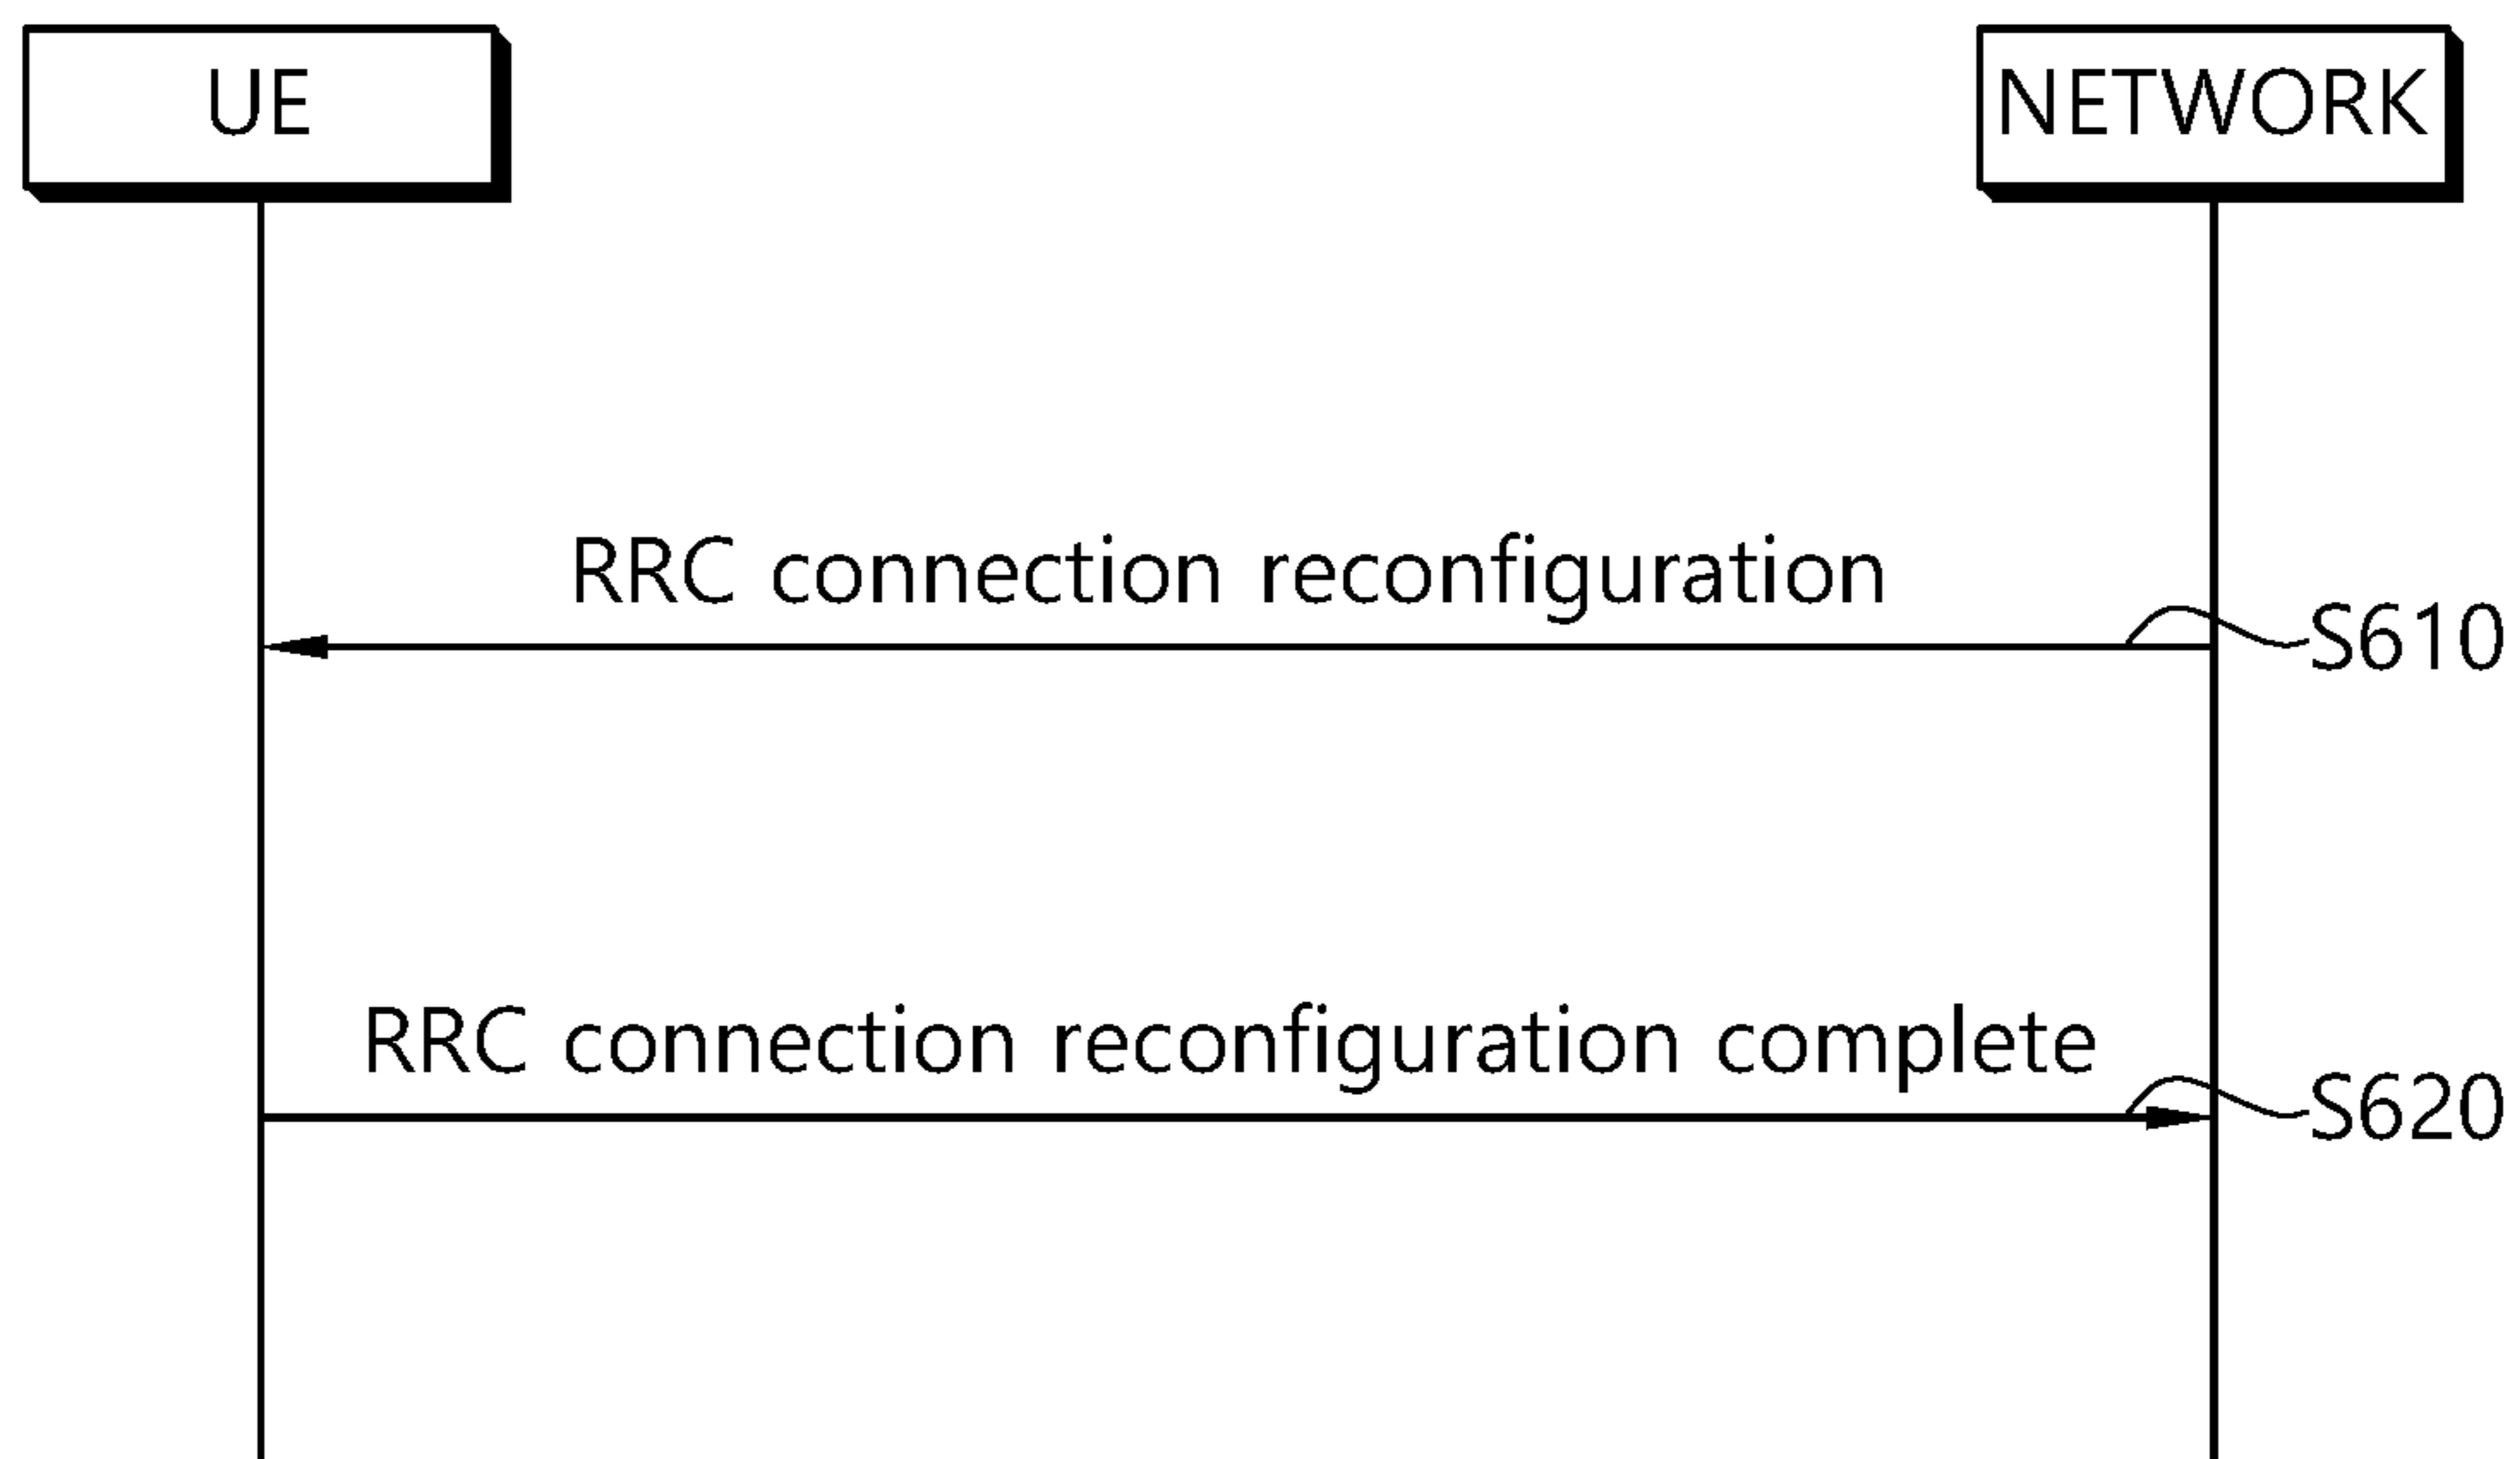 UE
NETWORK
RRC connection reconfiguration
S610
RRC connection reconfiguration complete
S620